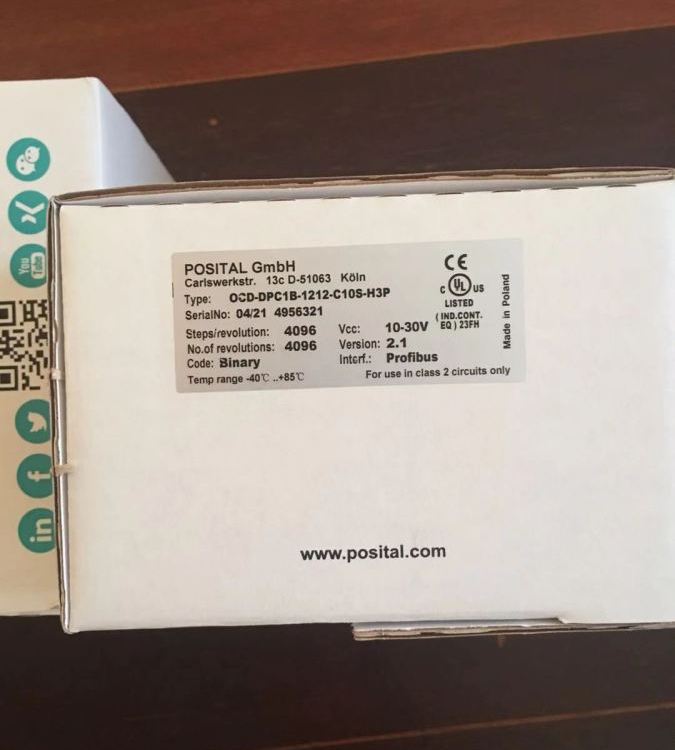 POSITAL GmbH
Carlswerkstr. 13c D-51063 Köln
Type: OCD-DPC1B-1212-C10S-H3P
SerialNo: 04/21 4956321
Steps/revolution: 4096 Vcc: 10-30V
No.of revolutions: 4096 Version: 2.1
Code: Binary Interf.: Profibus
Temp range -40℃ ..+85℃ For use in class 2 circuits only
CE
C UL US
LISTED
(IND.CONT.
EQ) 23FH
Made in Poland
www.posital.com
You
Tube
f
in